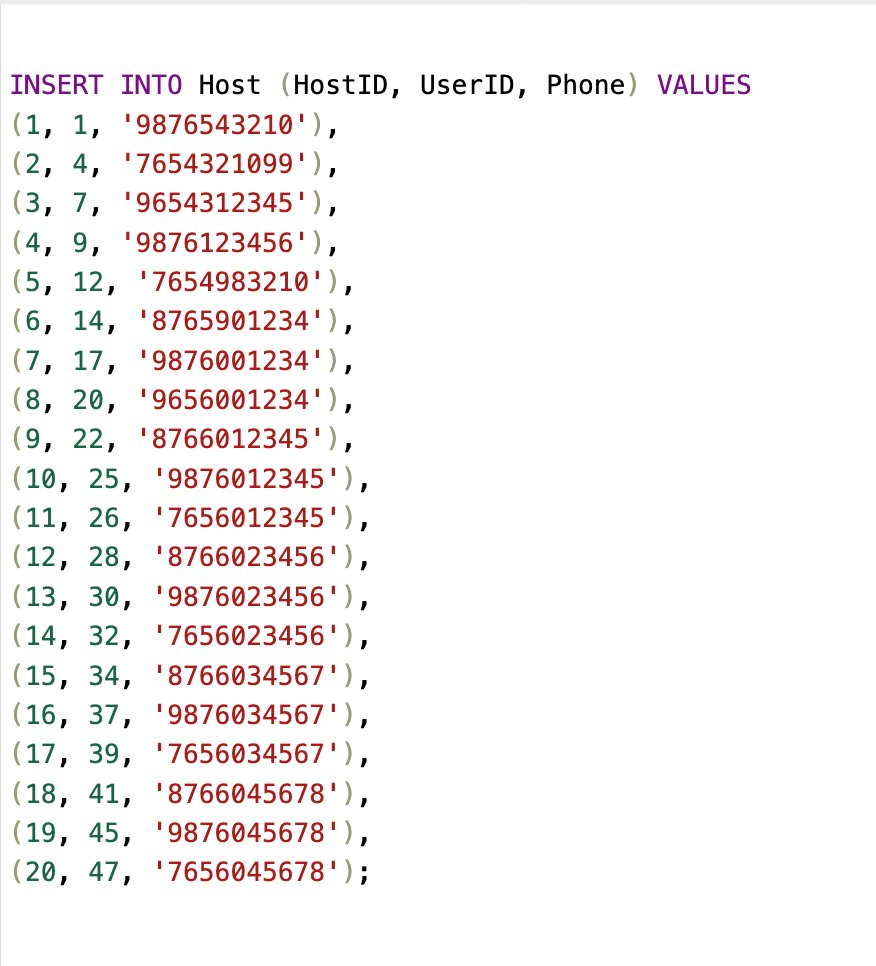 INSERT INTO Host (HostID, UserID, Phone) VALUES
(1, 1, '9876543210'),
(2, 4, '7654321099'),
(3, 7, '9654312345'),
(4, 9, '9876123456'),
(5, 12, '7654983210'),
(6, 14, '8765901234'),
(7, 17, '9876001234'),
(8, 20, '9656001234'),
(9, 22, '8766012345'),
(10, 25, '9876012345'),
(11, 26, '7656012345'),
(12, 28, '8766023456'),
(13, 30, '9876023456'),
(14, 32, '7656023456'),
(15, 34, '8766034567'),
(16, 37, '9876034567'),
(17, 39, '7656034567'),
(18, 41, '8766045678'),
(19, 45, '9876045678'),
(20, 47, '7656045678');